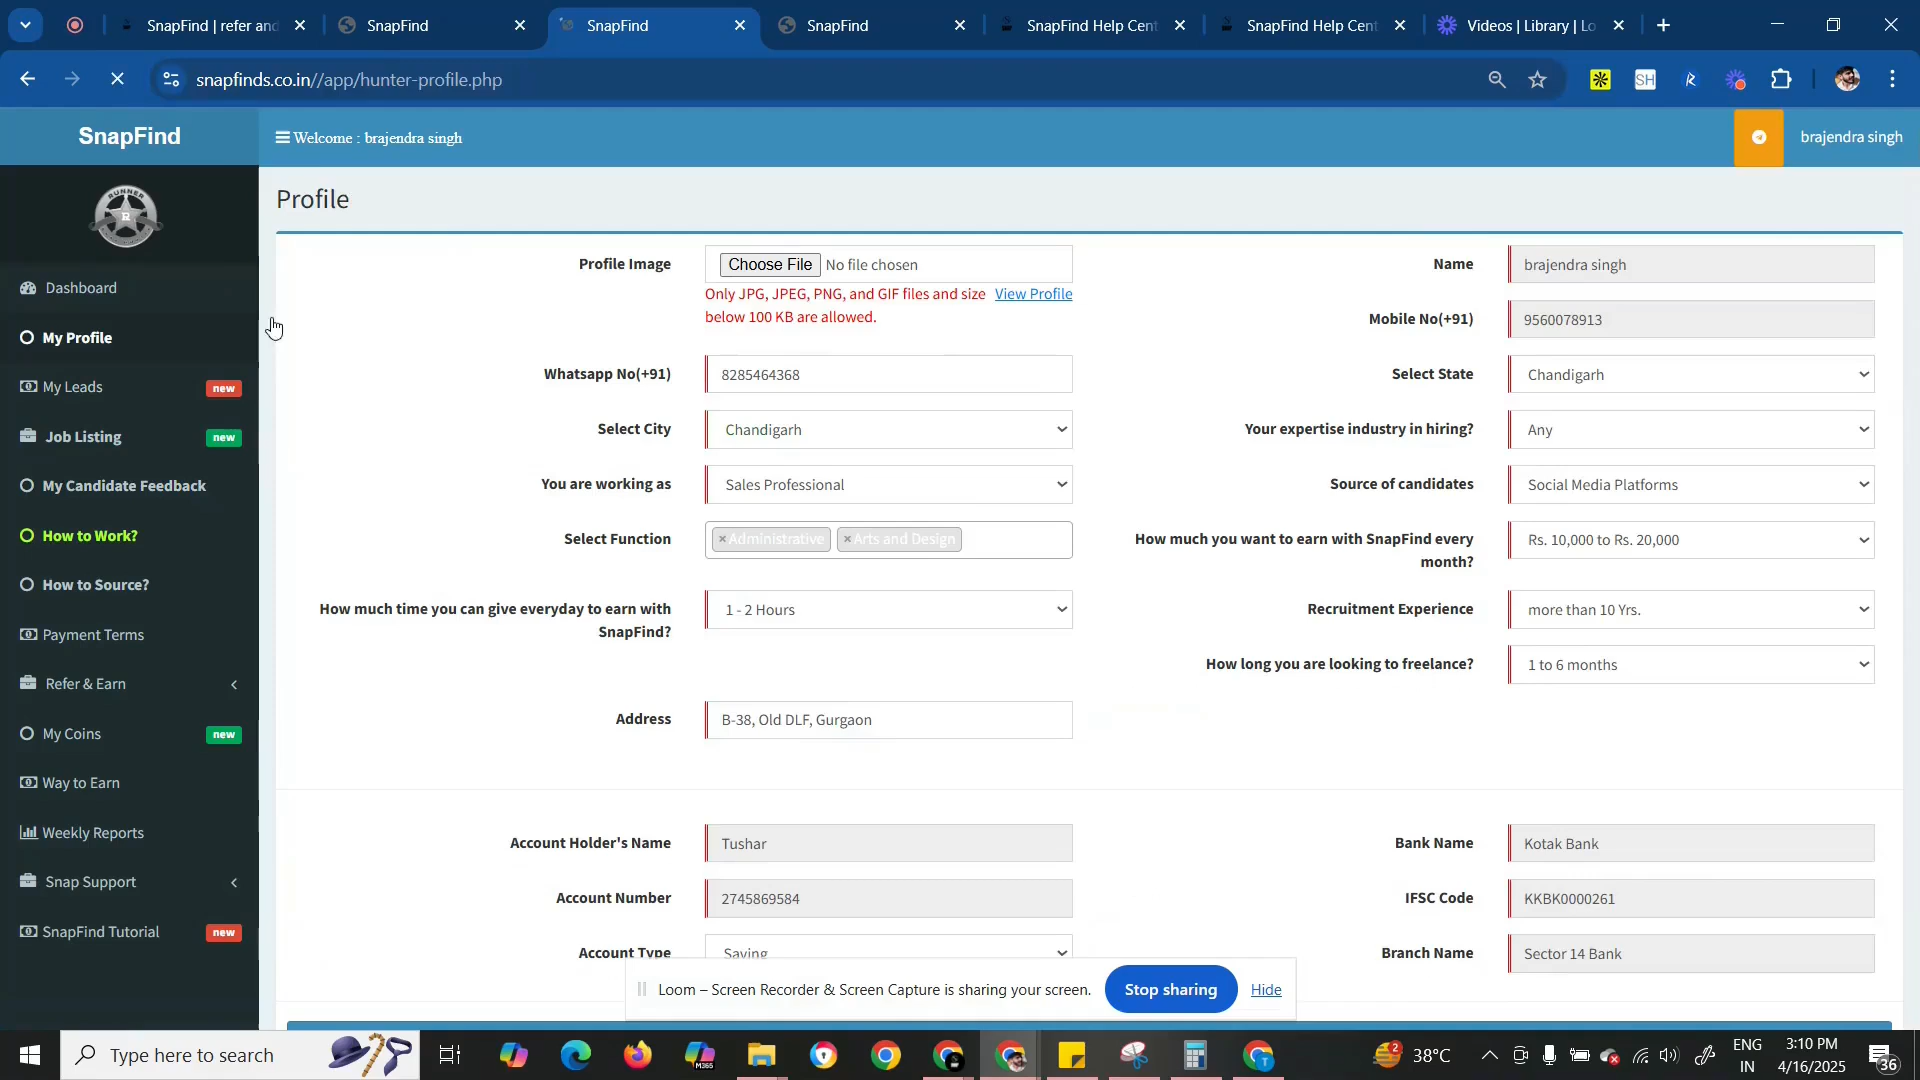 SnapFind | refer and
SnapFind
SnapFind
SnapFind
SnapFind Help Cent
SnapFind Help Cent
Videos | Library | Lo
snapfinds.co.in//app/hunter-profile.php
SH
SnapFind
Welcome : brajendra singh
brajendra singh
RUNNER
R
Dashboard
My Profile
My Leads
new
Job Listing
new
My Candidate Feedback
How to Work?
How to Source?
Payment Terms
Refer & Earn
My Coins
new
Way to Earn
Weekly Reports
Snap Support
SnapFind Tutorial
new
Profile
Profile Image
Choose File No file chosen
Only JPG, JPEG, PNG, and GIF files and size View Profile
below 100 KB are allowed.
Name
brajendra singh
Mobile No(+91)
9560078913
Whatsapp No(+91)
8285464368
Select State
Chandigarh
Select City
Chandigarh
Your expertise industry in hiring?
Any
You are working as
Sales Professional
Source of candidates
Social Media Platforms
Select Function
×Administrative ×Arts and Design
How much you want to earn with SnapFind every
month?
Rs. 10,000 to Rs. 20,000
How much time you can give everyday to earn with
SnapFind?
1 - 2 Hours
Recruitment Experience
more than 10 Yrs.
How long you are looking to freelance?
1 to 6 months
Address
B-38, Old DLF, Gurgaon
Account Holder's Name
Tushar
Bank Name
Kotak Bank
Account Number
2745869584
IFSC Code
KKBK0000261
Account Type
Saving
Branch Name
Sector 14 Bank
Loom – Screen Recorder & Screen Capture is sharing your screen.
Stop sharing
Hide
Type here to search
M365
T
2
38°C
ENG
IN
3:10 PM
4/16/2025
36